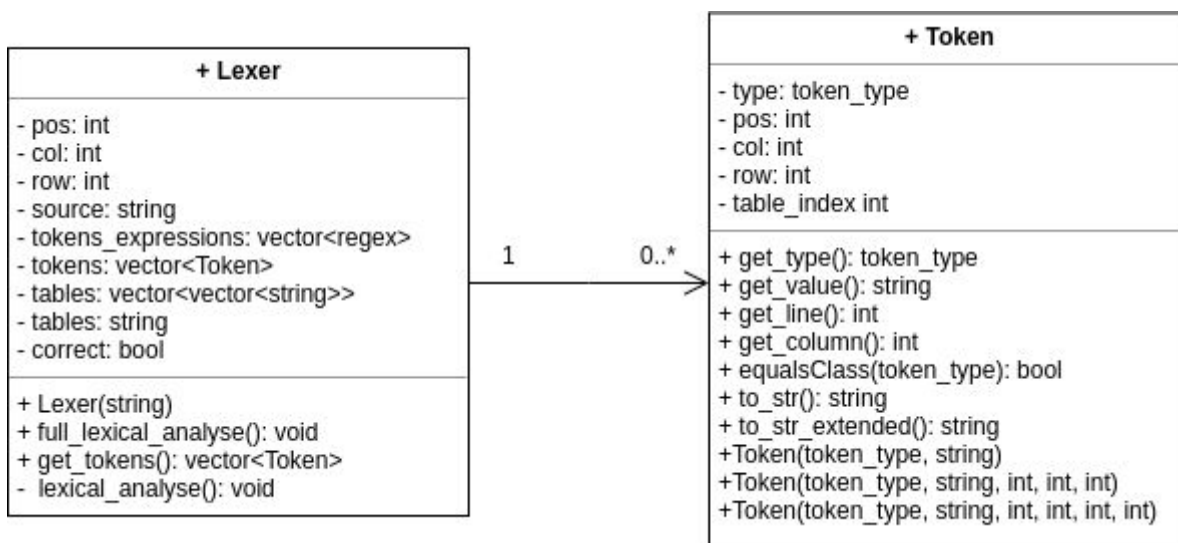 + Lexer
- pos: int
- col: int
- row: int
- source: string
- tokens_expressions: vector<regex>
- tokens: vector<Token>
- tables: vector<vector<string>>
- tables: string
- correct: bool
+ Lexer(string)
+ full_lexical_analyse(): void
+ get_tokens(): vector<Token>
- lexical_analyse(): void
1
0..*
+ Token
- type: token_type
- pos: int
- col: int
- row: int
- table_index int
+ get_type(): token_type
+ get_value(): string
+ get_line(): int
+ get_column(): int
+ equalsClass(token_type): bool
+ to_str(): string
+ to_str_extended(): string
+Token(token_type, string)
+Token(token_type, string, int, int, int)
+Token(token_type, string, int, int, int, int)